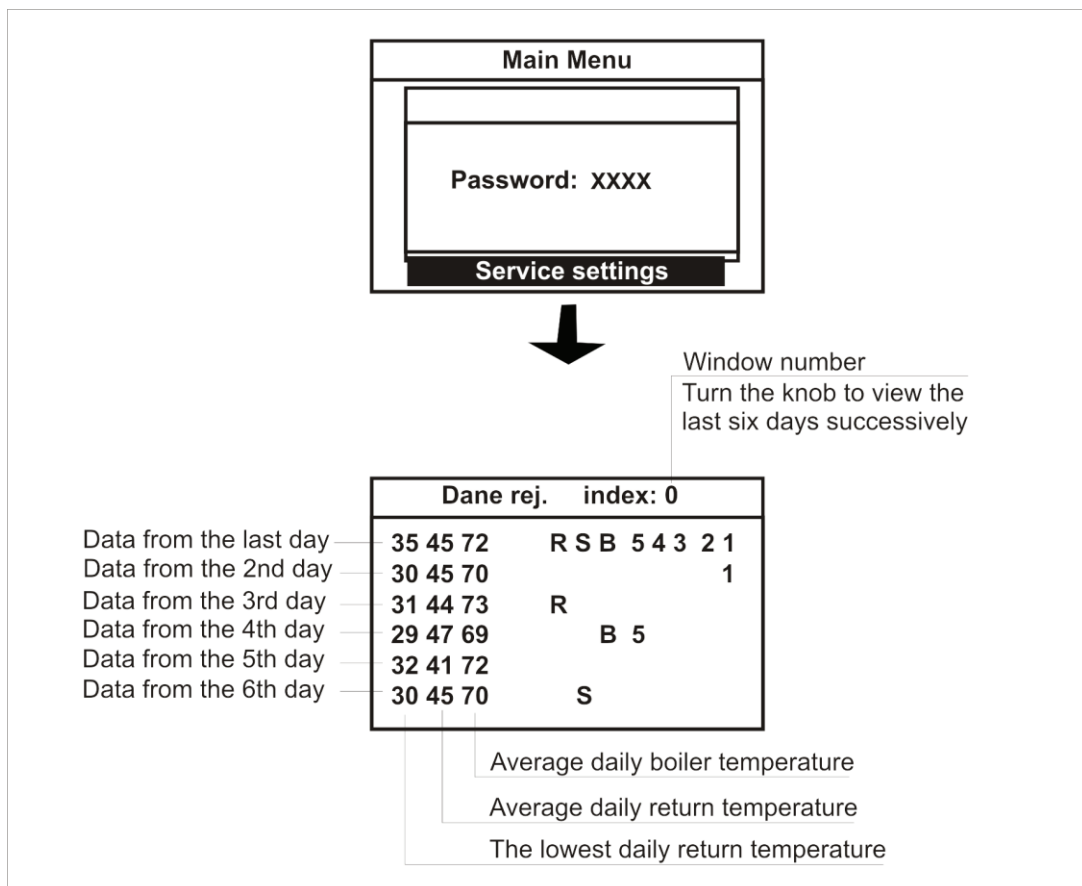 Main Menu
Password: XXXX
Service settings
Window number
Turn the knob to view the
last six days successively
Dane rej. index: 0
Data from the last day 35 45 72 R S B 5 4 3 2 1
Data from the 2nd day 30 45 70 1
Data from the 3rd day 31 44 73 R
Data from the 4th day 29 47 69 B 5
Data from the 5th day 32 41 72
Data from the 6th day 30 45 70 S
Average daily boiler temperature
Average daily return temperature
The lowest daily return temperature